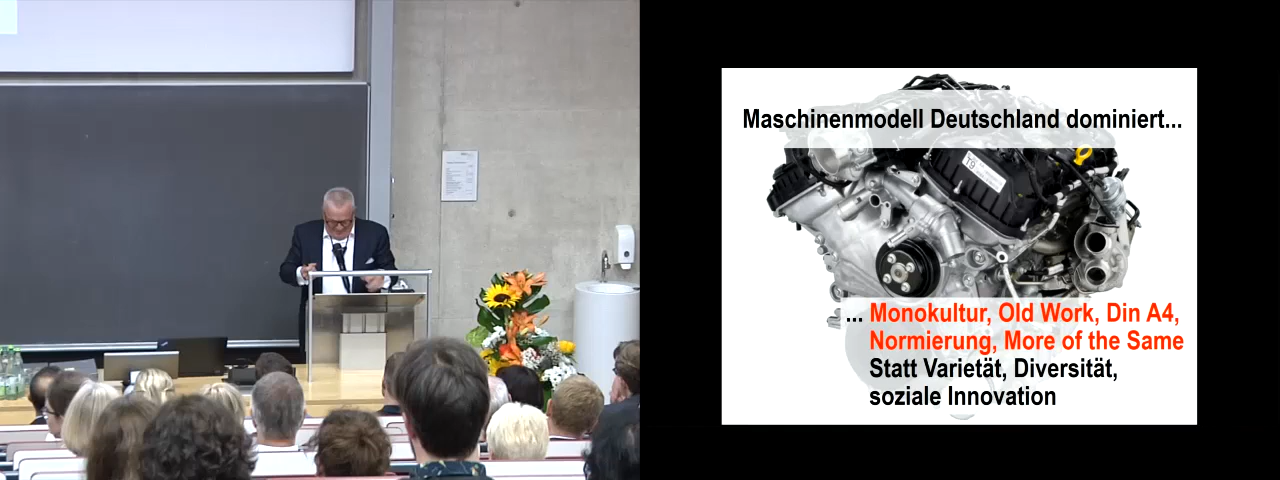 Maschinenmodell Deutschland dominiert...
... Monokultur, Old Work, Din A4,
Normierung, More of the Same
Statt Varietät, Diversität,
soziale Innovation